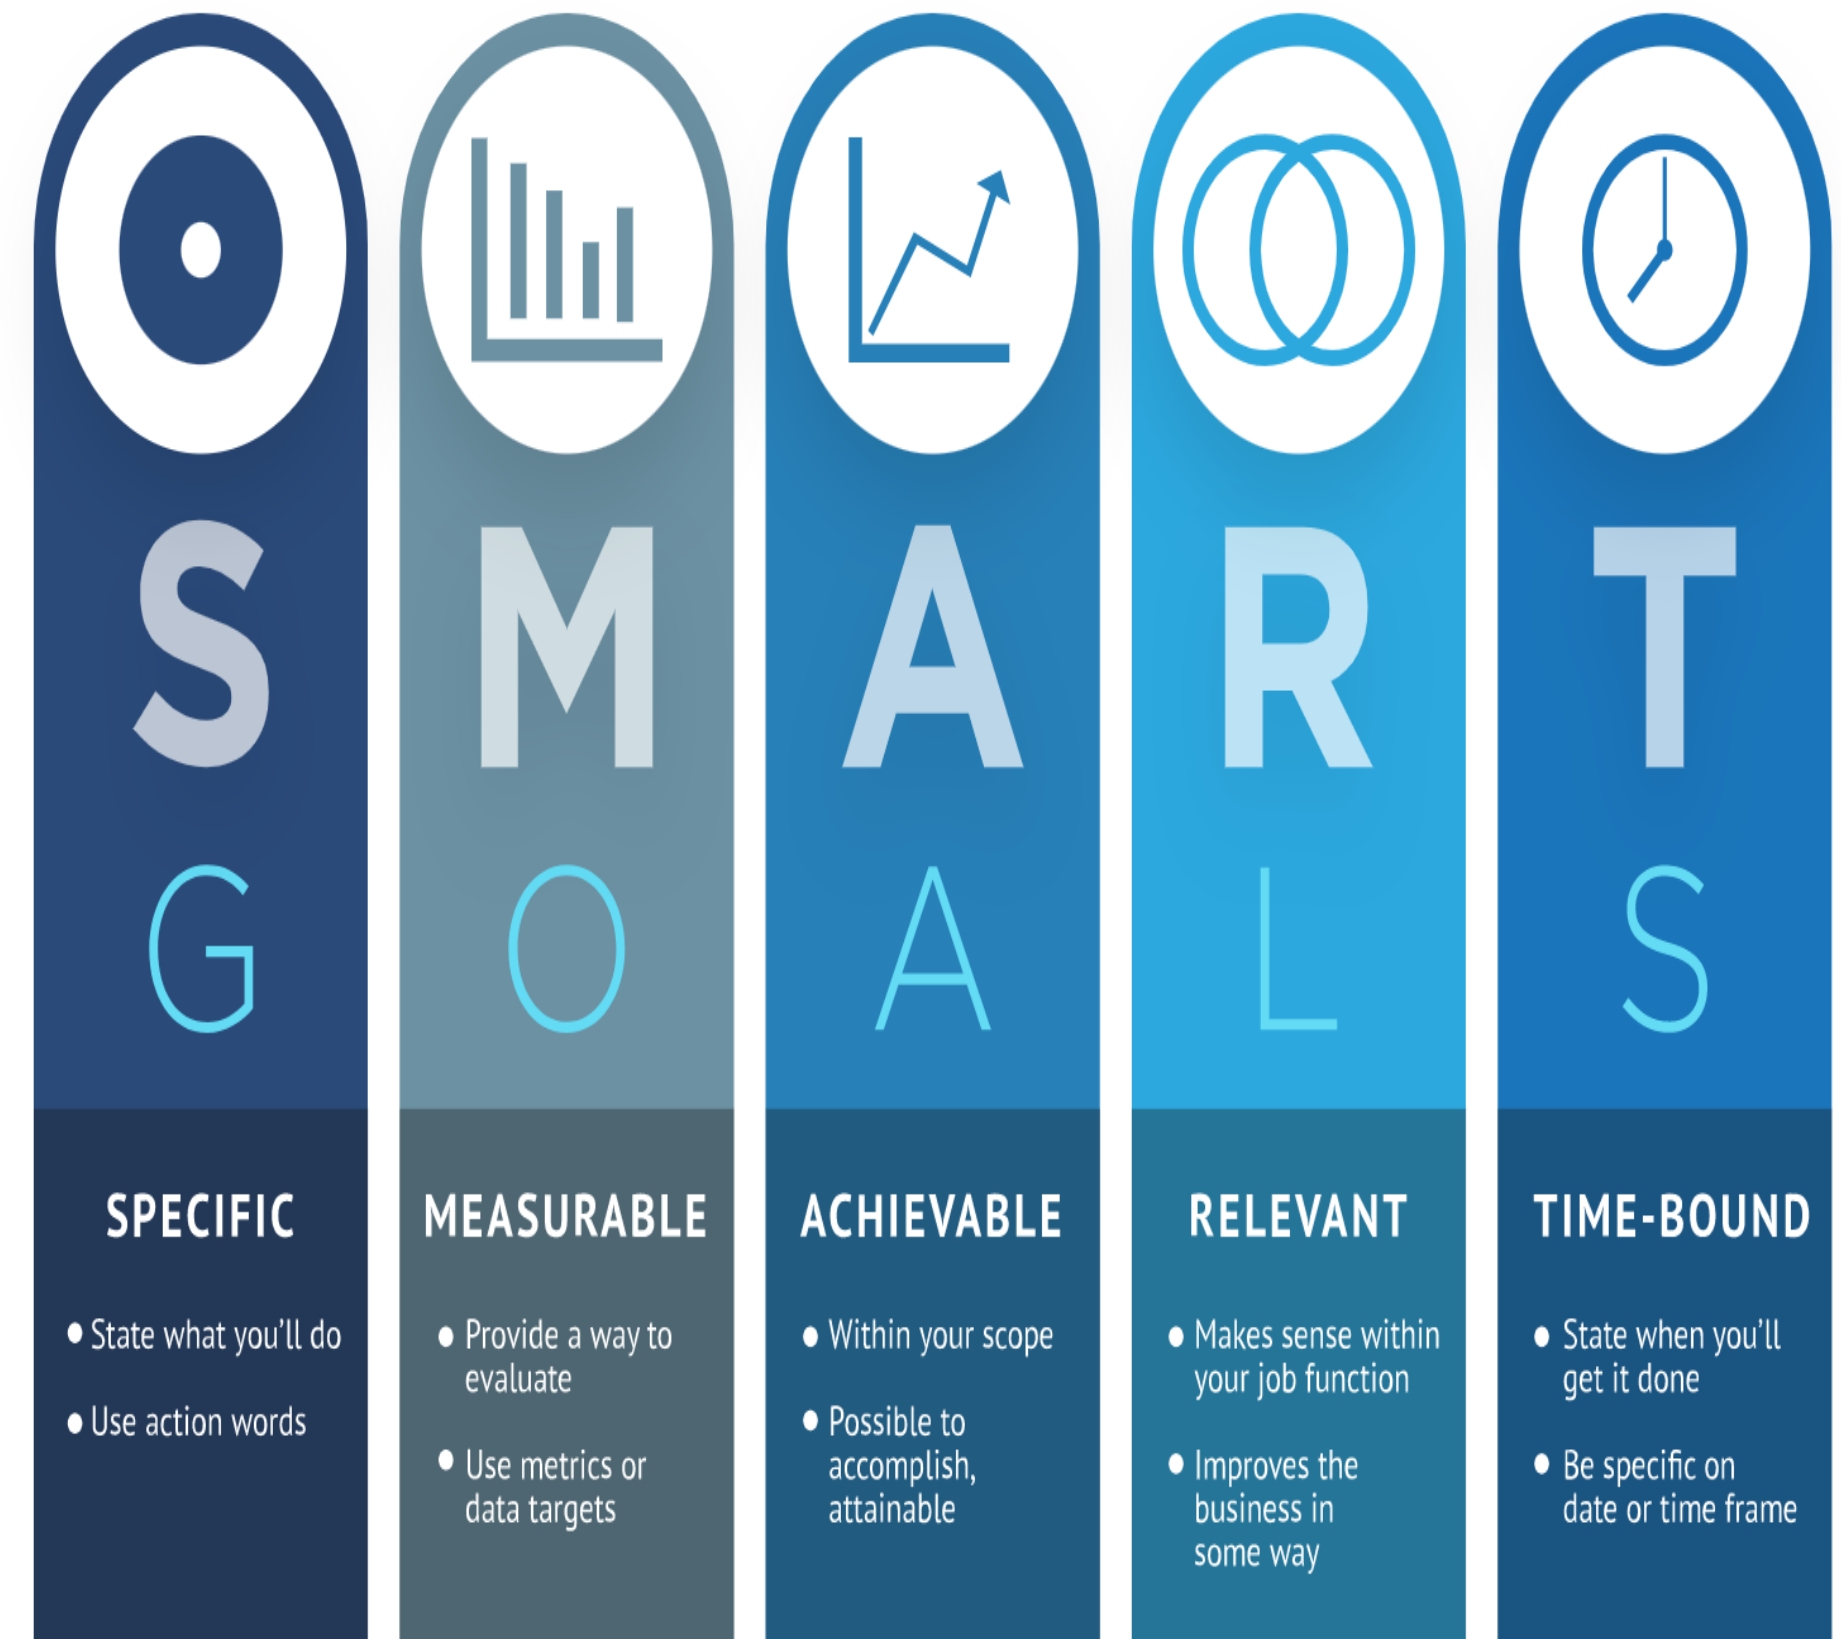 S M A R T
G O A L S
SPECIFIC
State what you'll do
Use action words
MEASURABLE
Provide a way to
evaluate
Use metrics or
data targets
ACHIEVABLE
Within your scope
Possible to
accomplish,
attainable
RELEVANT
Makes sense within
your job function
Improves the
business in
some way
TIME-BOUND
State when you'll
get it done
Be specific on
date or time frame